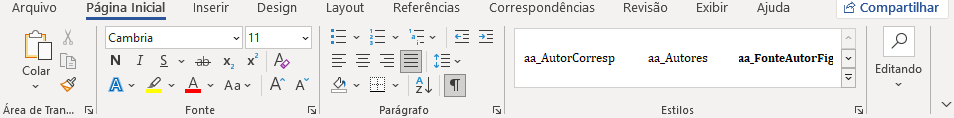 Arquivo Página Inicial Inserir Design Layout Referências Correspondências Revisão Exibir Ajuda Compartilhar
Colar
Cambria 11
N I S ab x₂ x² A
A A Aa A A
A Z ¶
aa_AutorCorresp aa_Autores aa_FonteAutorFig
Editando
Área de Tran... Fonte Parágrafo Estilos